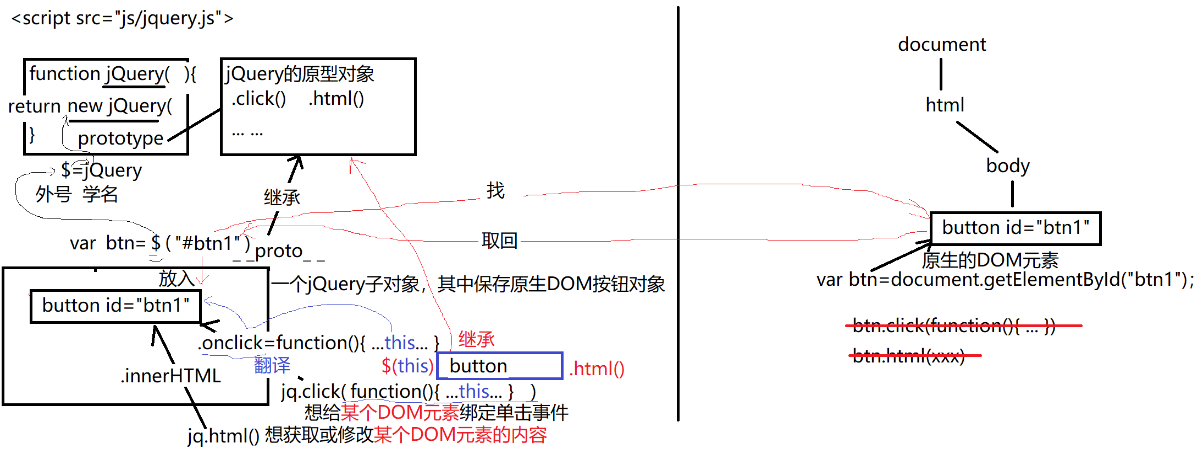 <script src="js/jquery.js">
function jQuery( ){
return new jQuery(
}
prototype
jQuery的原型对象
.click() .html()
... ...
$=jQuery
外号 学名
继承
找
取回
var btn=$("#btn1")
__proto__
放入
button id="btn1"
一个jQuery子对象，其中保存原生DOM按钮对象
.onclick=function(){ ...this... }
翻译
继承
$(this) button .html()
.innerHTML
jq.click( function(){ ...this... } )
想给某个DOM元素绑定单击事件
jq.html() 想获取或修改某个DOM元素的内容
document
html
body
button id="btn1"
原生的DOM元素
var btn=document.getElementById("btn1");
btn.click(function(){ ... })
btn.html(xxx)